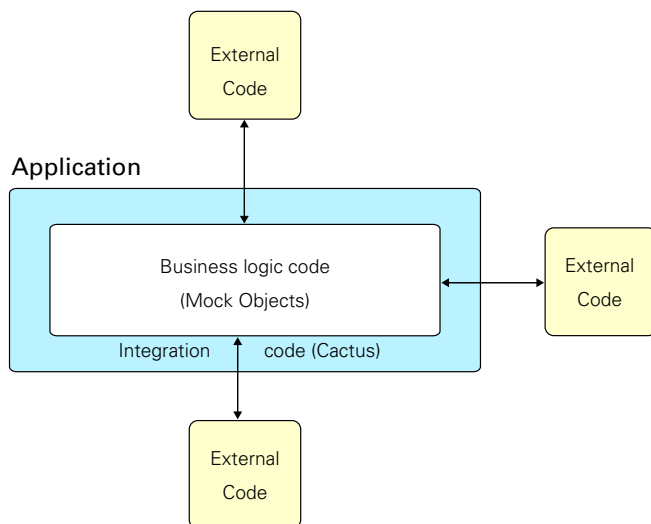 External
Code
Application
Business logic code
(Mock Objects)
External
Code
Integration code (Cactus)
External
Code